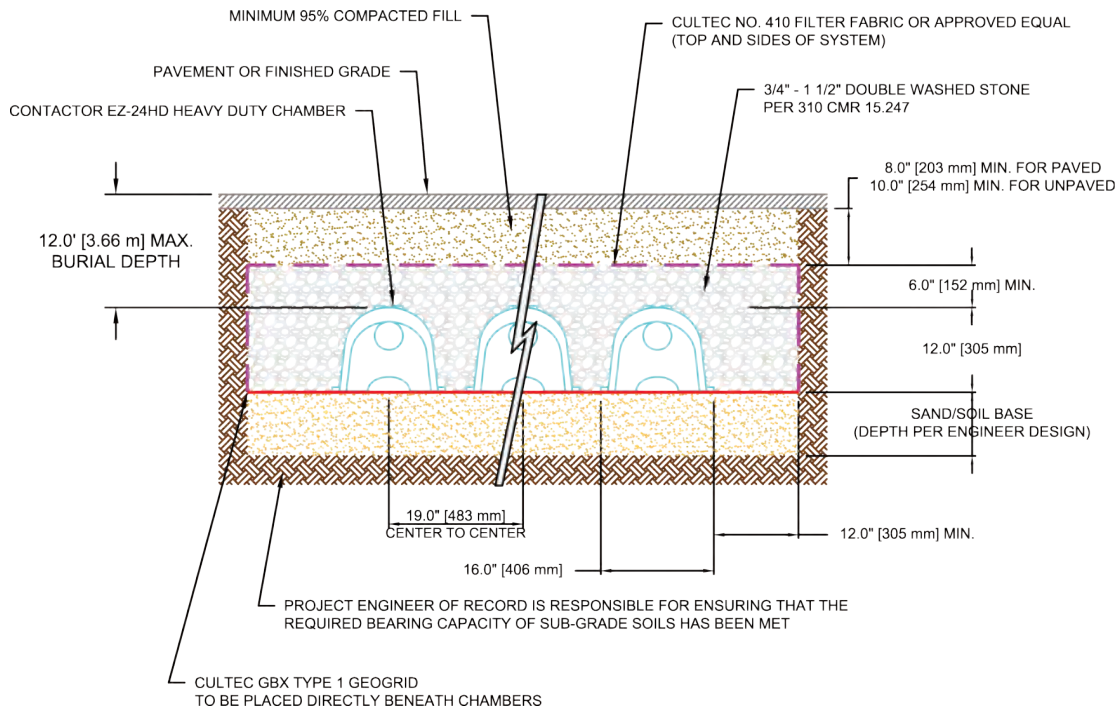 MINIMUM 95% COMPACTED FILL
CULTEC NO. 410 FILTER FABRIC OR APPROVED EQUAL
(TOP AND SIDES OF SYSTEM)
PAVEMENT OR FINISHED GRADE
3/4" - 1 1/2" DOUBLE WASHED STONE
PER 310 CMR 15.247
CONTACTOR EZ-24HD HEAVY DUTY CHAMBER
8.0" [203 mm] MIN. FOR PAVED
10.0" [254 mm] MIN. FOR UNPAVED
12.0' [3.66 m] MAX.
BURIAL DEPTH
6.0" [152 mm] MIN.
12.0" [305 mm]
SAND/SOIL BASE
(DEPTH PER ENGINEER DESIGN)
19.0" [483 mm]
CENTER TO CENTER
12.0" [305 mm] MIN.
16.0" [406 mm]
PROJECT ENGINEER OF RECORD IS RESPONSIBLE FOR ENSURING THAT THE
REQUIRED BEARING CAPACITY OF SUB-GRADE SOILS HAS BEEN MET
CULTEC GBX TYPE 1 GEOGRID
TO BE PLACED DIRECTLY BENEATH CHAMBERS